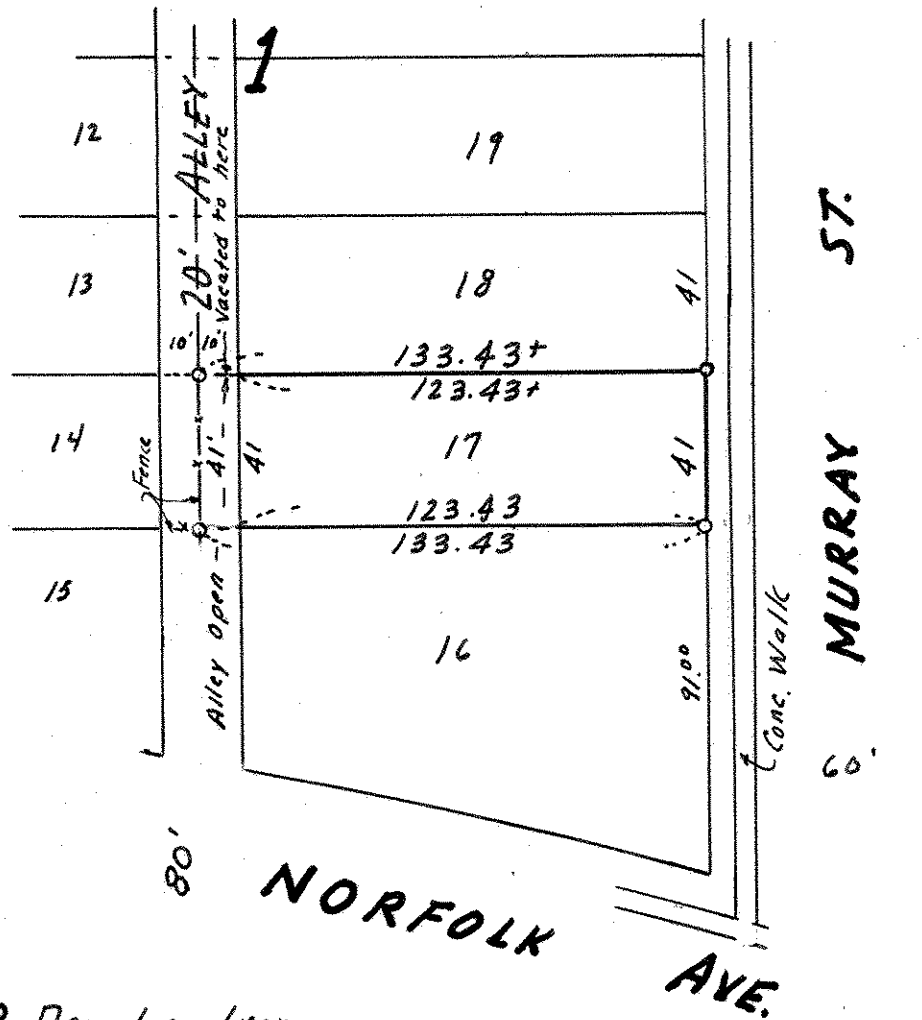 1
12
20' ALLEY
Vacated to here
19
ST.
13
18
41
10' 10'
133.43+
123.43+
14
Fence
41'
41
17
41
MURRAY
123.43
133.43
15
Alley Open
16
91.00
Conc. Walk
60'
80'
NORFOLK
AVE.